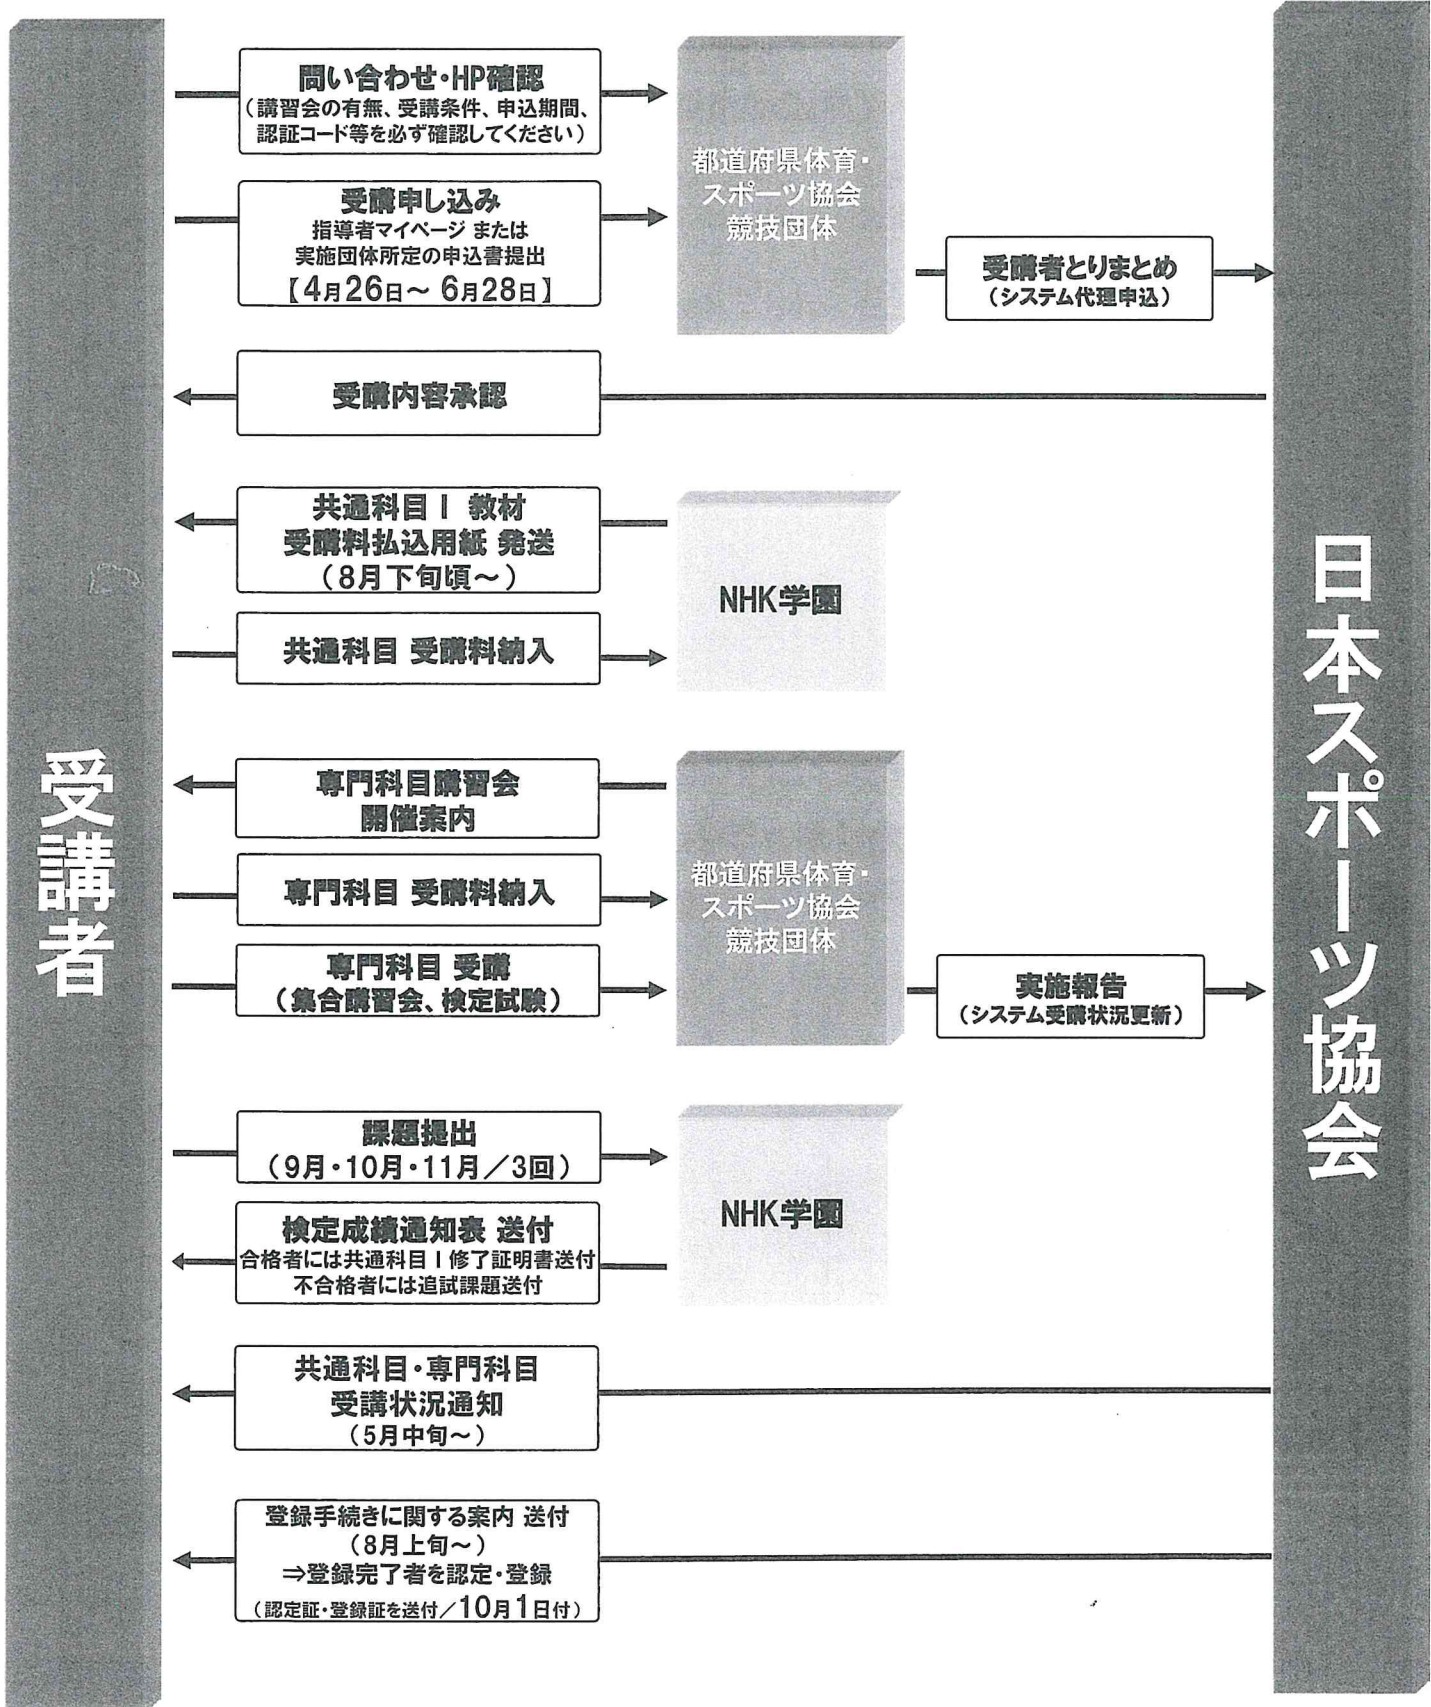 受講者
日本スポーツ協会
問い合わせ・HP確認
（講習会の有無、受講条件、申込期間、
認証コード等を必ず確認してください）
受講申し込み
指導者マイページ または
実施団体所定の申込書提出
【4月26日～6月28日】
都道府県体育・
スポーツ協会
競技団体
受講者とりまとめ
（システム代理申込）
受講内容承認
共通科目Ⅰ 教材
受講料払込用紙 発送
（8月下旬頃～）
共通科目 受講料納入
NHK学園
専門科目講習会
開催案内
専門科目 受講料納入
専門科目 受講
（集合講習会、検定試験）
都道府県体育・
スポーツ協会
競技団体
実施報告
（システム受講状況更新）
課題提出
（9月・10月・11月／3回）
検定成績通知表 送付
合格者には共通科目Ⅰ修了証明書送付
不合格者には追試課題送付
NHK学園
共通科目・専門科目
受講状況通知
（5月中旬～）
登録手続きに関する案内 送付
（8月上旬～）
⇒登録完了者を認定・登録
（認定証・登録証を送付／10月1日付）